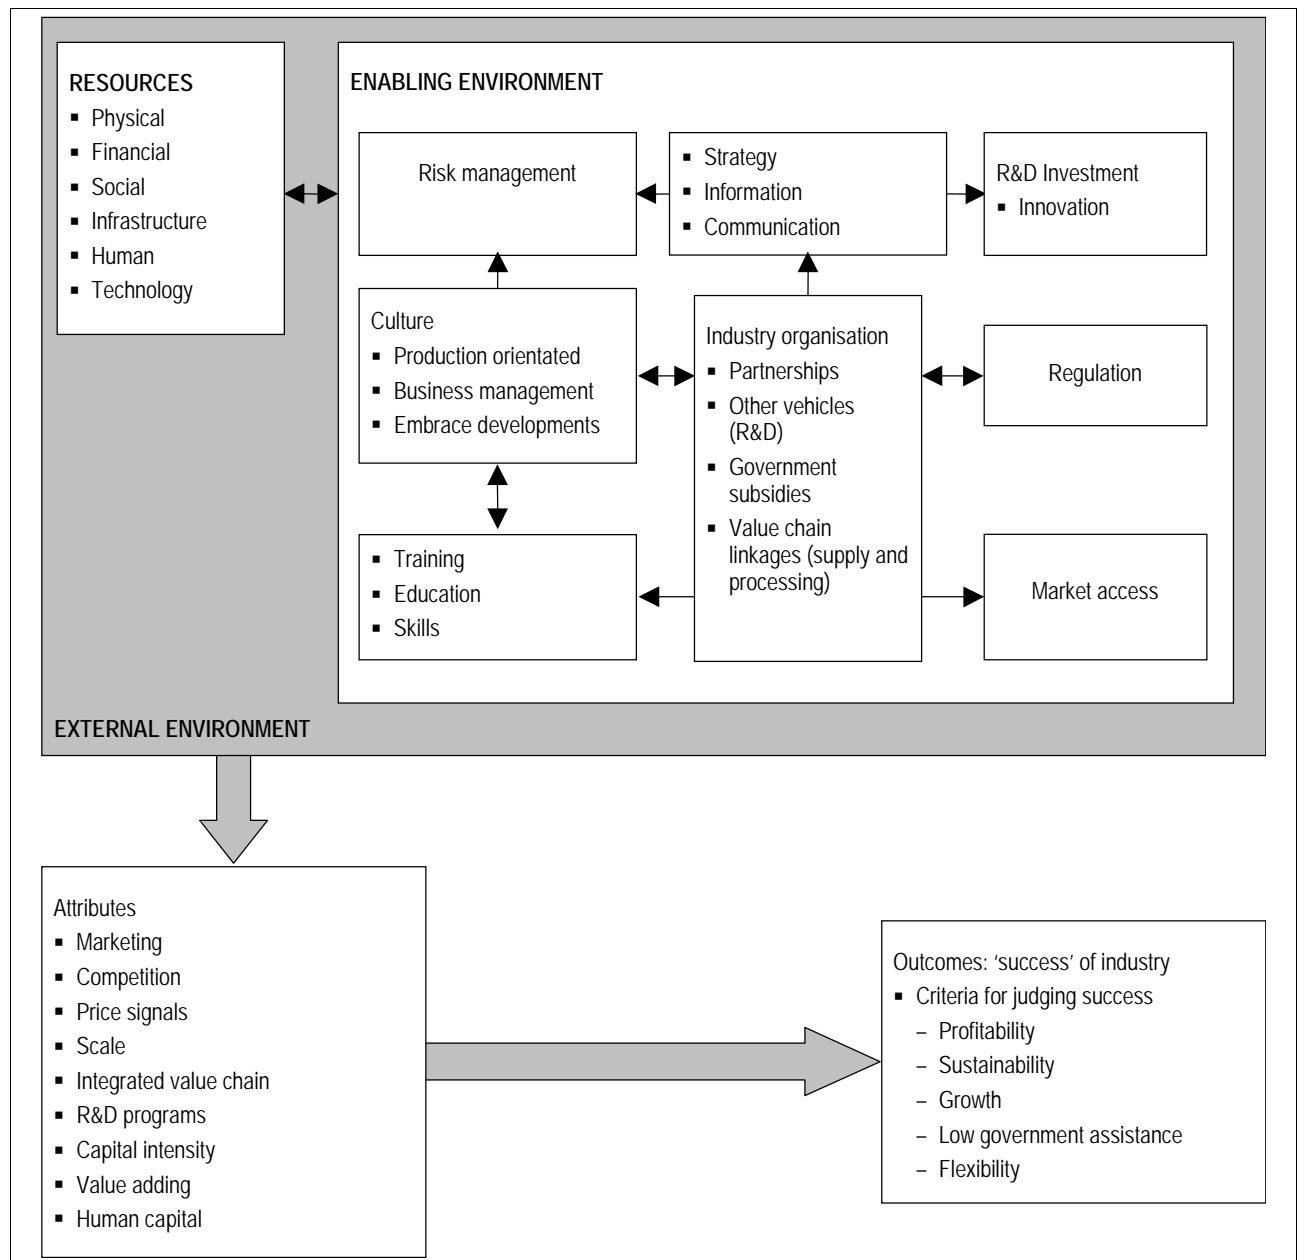 RESOURCES
▪ Physical
▪ Financial
▪ Social
▪ Infrastructure
▪ Human
▪ Technology
ENABLING ENVIRONMENT
Risk management
▪ Strategy
▪ Information
▪ Communication
R&D Investment
▪ Innovation
Culture
▪ Production orientated
▪ Business management
▪ Embrace developments
Industry organisation
▪ Partnerships
▪ Other vehicles
(R&D)
▪ Government
subsidies
▪ Value chain
linkages (supply and
processing)
Regulation
▪ Training
▪ Education
▪ Skills
Market access
EXTERNAL ENVIRONMENT
Attributes
▪ Marketing
▪ Competition
▪ Price signals
▪ Scale
▪ Integrated value chain
▪ R&D programs
▪ Capital intensity
▪ Value adding
▪ Human capital
Outcomes: ‘success’ of industry
▪ Criteria for judging success
– Profitability
– Sustainability
– Growth
– Low government assistance
– Flexibility